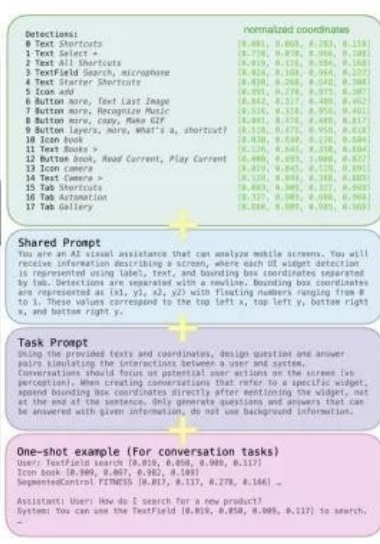 normalized coordinates
Detections:
0 Text Shortcuts
1 Text Select +
2 Text All Shortcuts
3 TextField Search, microphone
4 Text Starter Shortcuts
5 Icon add
6 Button more, Text Last Image
7 Button more, Recognize Music
8 Button more, copy, Make GIF
9 Button layers, more, What's a, shortcut?
10 Icon book
11 Text Books >
12 Button book, Read Current, Play Current
13 Icon camera
14 Text Camera >
15 Tab Shortcuts
16 Tab Automation
17 Tab Gallery
Shared Prompt
You are an AI visual assistance that can analyze mobile screens. You will
receive information describing a screen, where each UI widget detection
is represented using label, text, and bounding box coordinates separated
by tab. Detections are separated with a newline. Bounding box coordinates
are represented as (x1, y1, x2, y2) with floating numbers ranging from 0
to 1. These values correspond to the top left x, top left y, bottom right
x, and bottom right y.
Task Prompt
Using the provided texts and coordinates, design question and answer
pairs simulating the interactions between a user and system.
Conversations should focus on potential user actions on the screen (vs
perception). When creating conversations that refer to a specific widget,
append bounding box coordinates directly after mentioning the widget, not
at the end of the sentence. Only generate questions and answers that can
be answered with given information, do not use background information.
One-shot example (For conversation tasks)
User: TextField search [0.019, 0.050, 0.909, 0.117]
Icon book [0.909, 0.067, 0.982, 0.109]
SegmentedControl FITNESS [0.017, 0.117, 0.278, 0.166] …
Assistant: User: How do I search for a new product?
System: You can use the TextField [0.019, 0.050, 0.909, 0.117] to search.
…